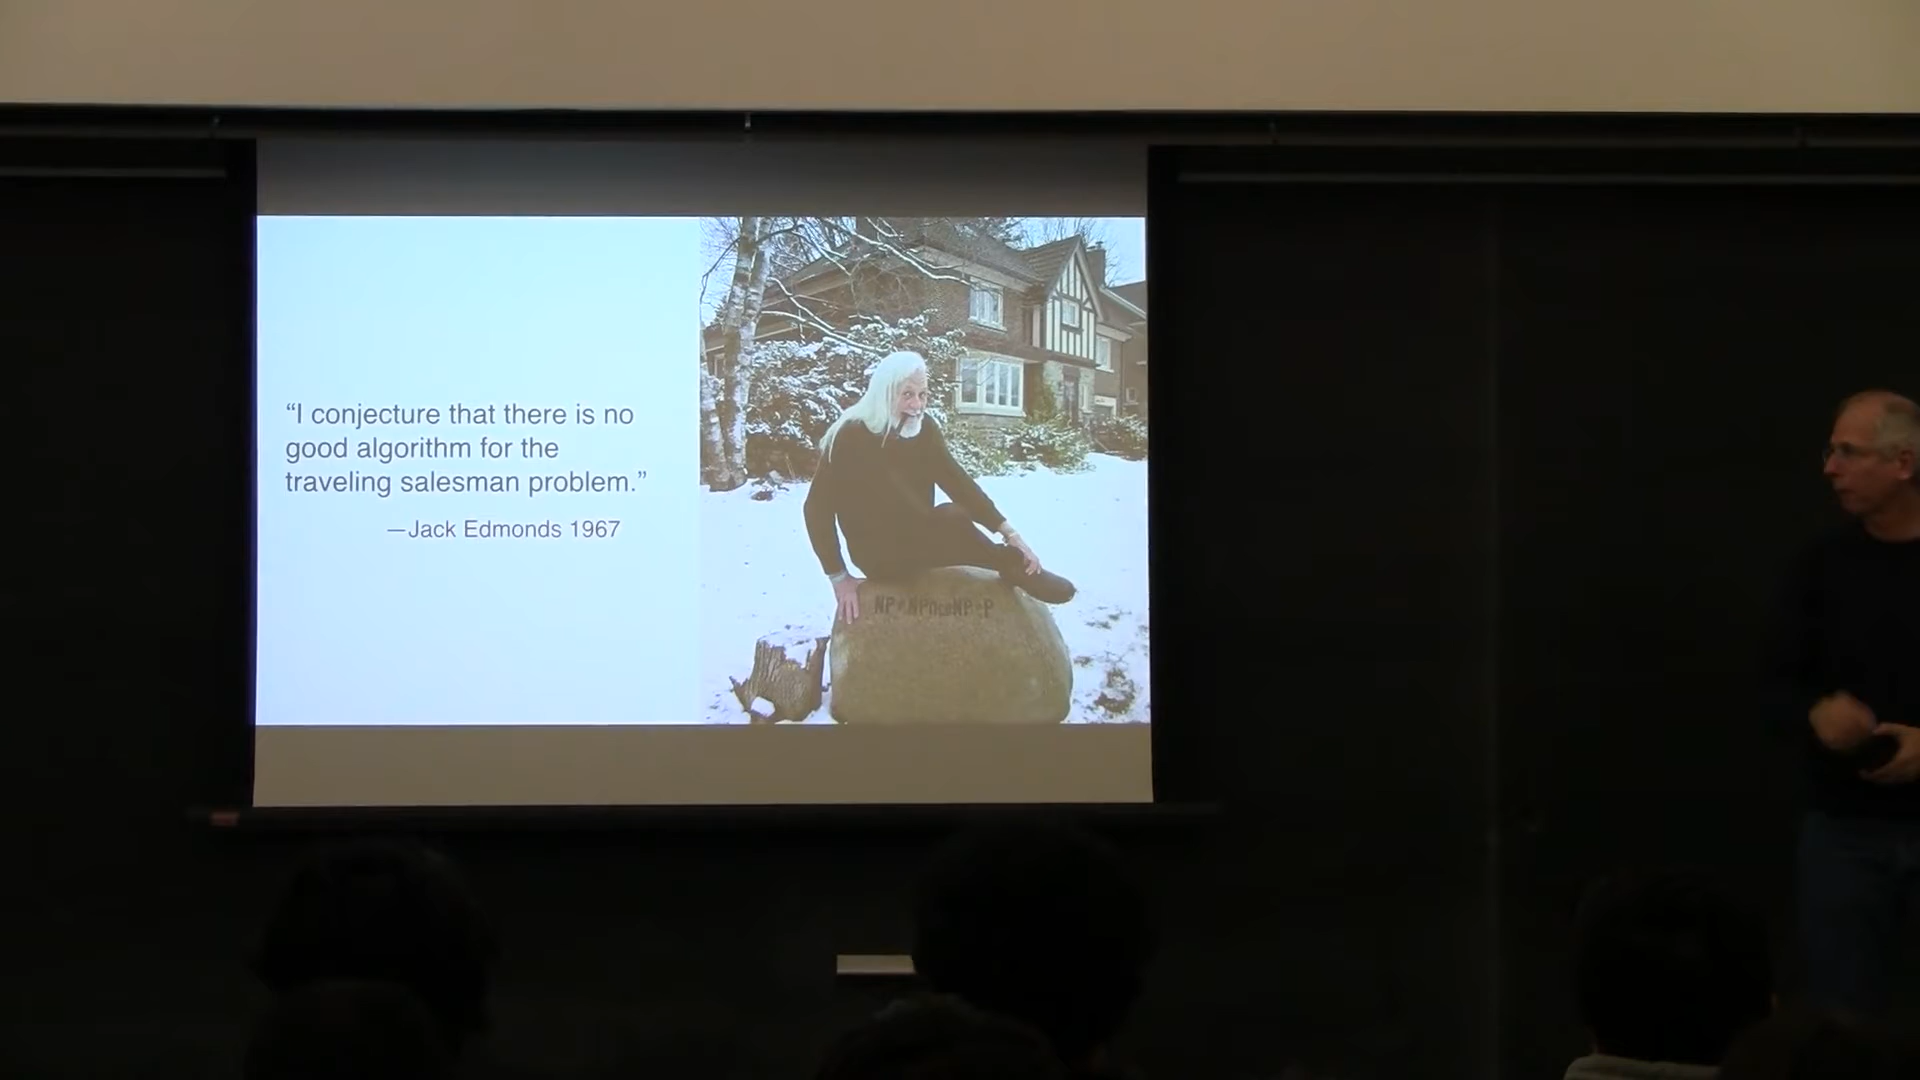 “I conjecture that there is no
good algorithm for the
traveling salesman problem.”
—Jack Edmonds 1967